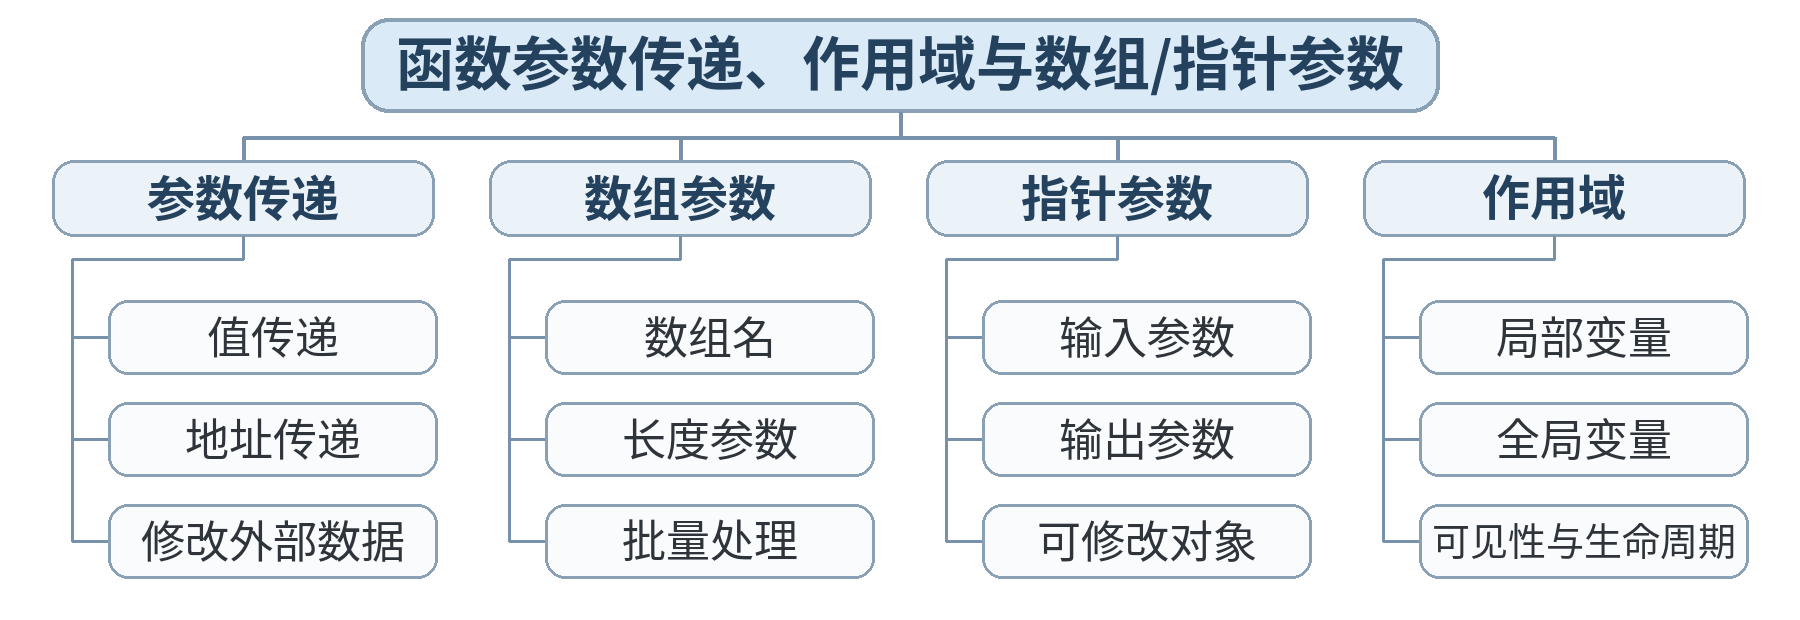 函数参数传递、作用域与数组/指针参数
参数传递
数组参数
指针参数
作用域
值传递
数组名
输入参数
局部变量
地址传递
长度参数
输出参数
全局变量
修改外部数据
批量处理
可修改对象
可见性与生命周期